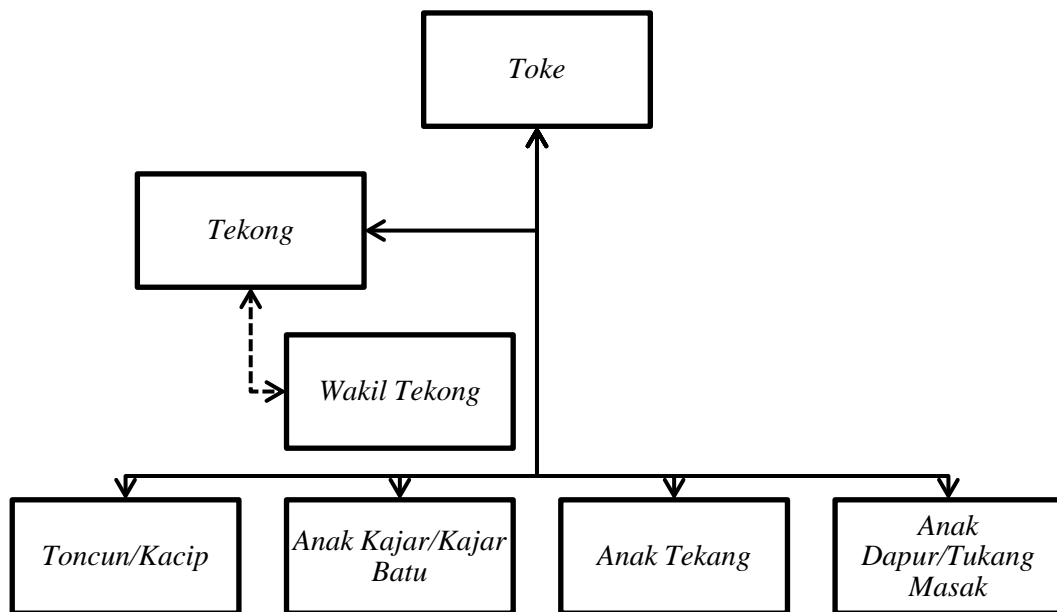 Toke
Tekong
Wakil Tekong
Toncun/Kacip
Anak Kajar/Kajar
Batu
Anak Tekang
Anak
Dapur/Tukang
Masak